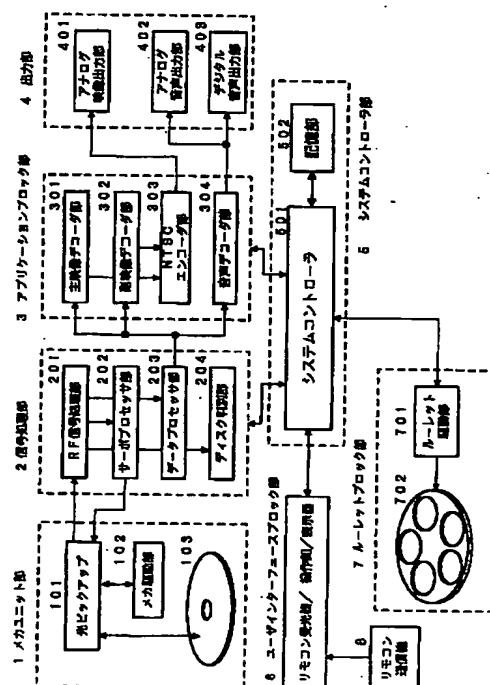 1 メカユニット部
101
光ピックアップ
102
メカ駆動部
103
2 信号処理部
201
RF信号処理部
202
サーボプロセッサ部
203
データプロセッサ部
204
ディスク判別部
3 アプリケーションブロック部
301
主映像デコーダ部
302
副映像デコーダ部
303
NTSC
エンコーダ部
304
音声デコーダ部
4 出力部
401
アナログ
映像出力部
402
アナログ
音声出力部
403
デジタル
音声出力部
5 システムコントローラ部
501
システムコントローラ
502
記憶部
6 ユーザインターフェースブロック部
リモコン受光機/操作卸/表示器
7 ルーレットブロック部
701
ルーレット
駆動部
702
8
リモコン
送信機